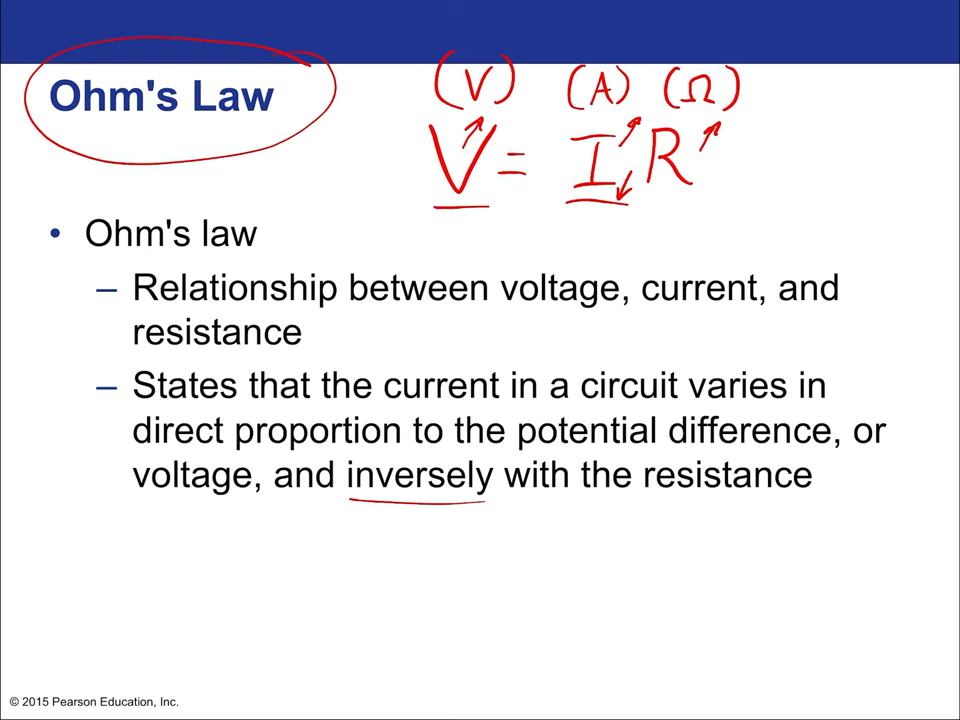 (V) (A) (Ω)
Ohm's Law
V = I R
• Ohm's law
– Relationship between voltage, current, and
resistance
– States that the current in a circuit varies in
direct proportion to the potential difference, or
voltage, and inversely with the resistance
© 2015 Pearson Education, Inc.